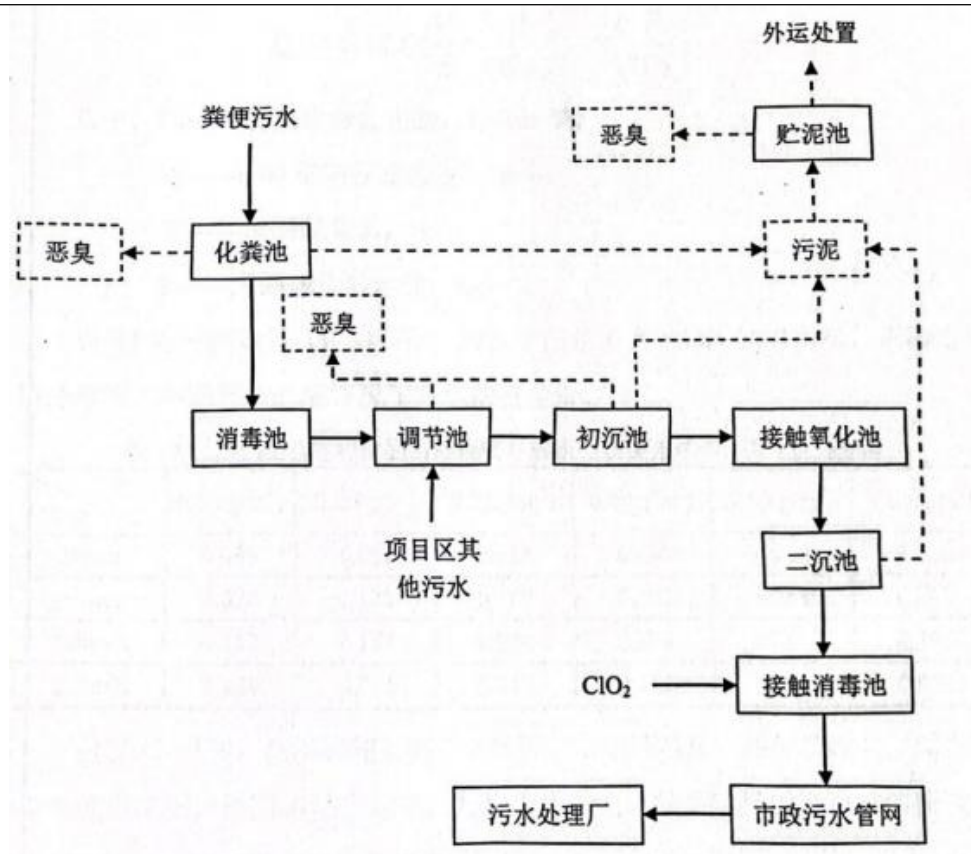 外运处置
粪便污水
恶臭
贮泥池
恶臭
化粪池
污泥
恶臭
消毒池
调节池
初沉池
接触氧化池
项目区其
他污水
二沉池
ClO₂
接触消毒池
污水处理厂
市政污水管网